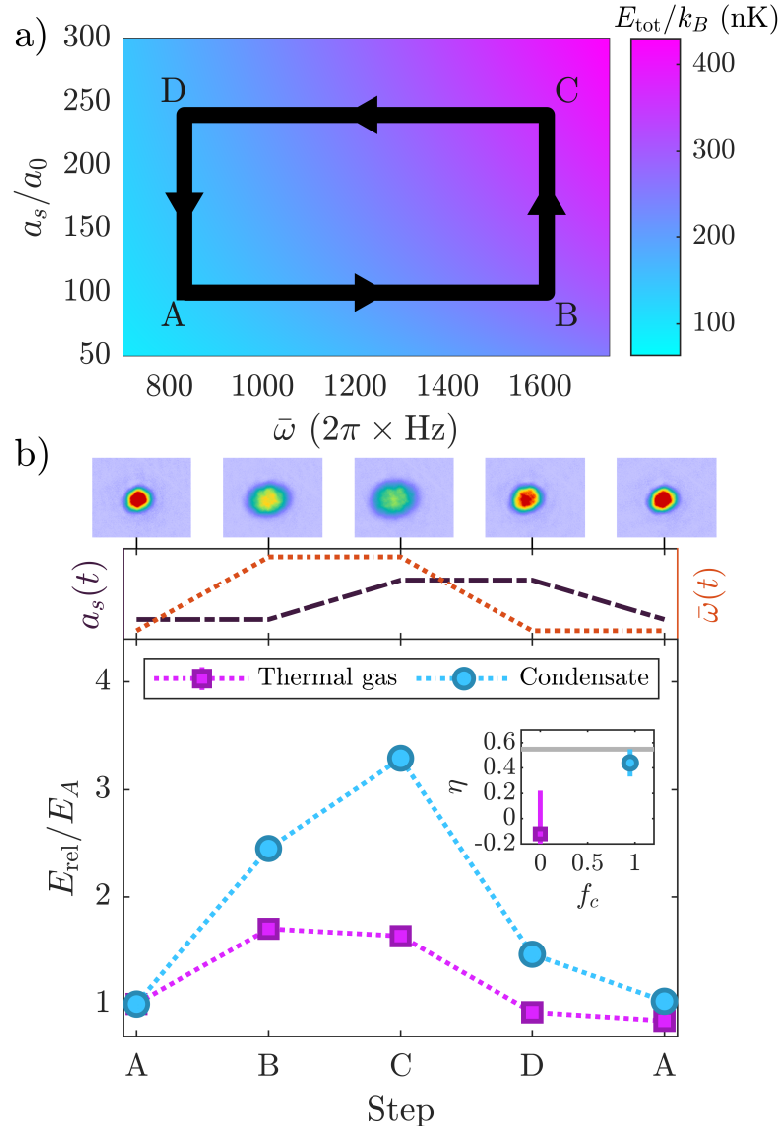 a)
E_tot/k_B (nK)
300
250
200
150
100
50
a_s/a_0
D
C
A
B
400
300
200
100
800
1000
1200
1400
1600
ω̄ (2π × Hz)
b)
a_s(t)
ω̄(t)
Thermal gas
Condensate
4
3
2
1
E_rel/E_A
0.6
0.4
0.2
0
-0.2
η
0
0.5
1
f_c
A
B
C
D
A
Step